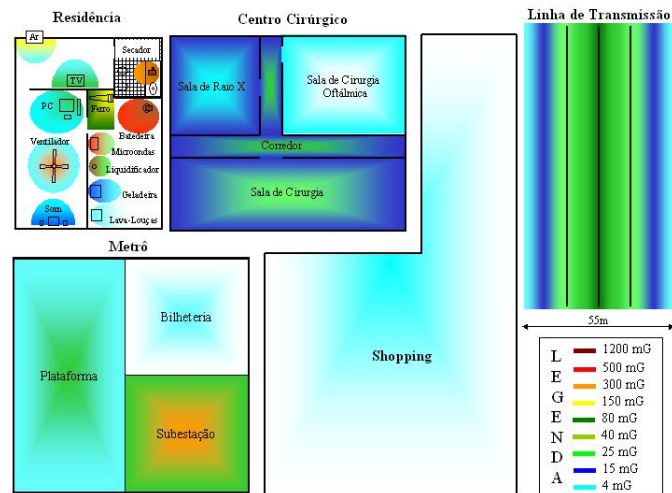 Residência
Centro Cirúrgico
Linha de Transmissão
Ar
Secador
TV
PC
Ferro
Batedeira
Ventilador
Microondas
Liquidificador
Geladeira
Som
Lava-Louças
Sala de Raio X
Sala de Cirurgia
Oftálmica
Corredor
Sala de Cirurgia
Metrô
Bilheteria
Plataforma
Subestação
Shopping
55m
LEGENDA
1200 mG
500 mG
300 mG
150 mG
80 mG
40 mG
25 mG
15 mG
4 mG